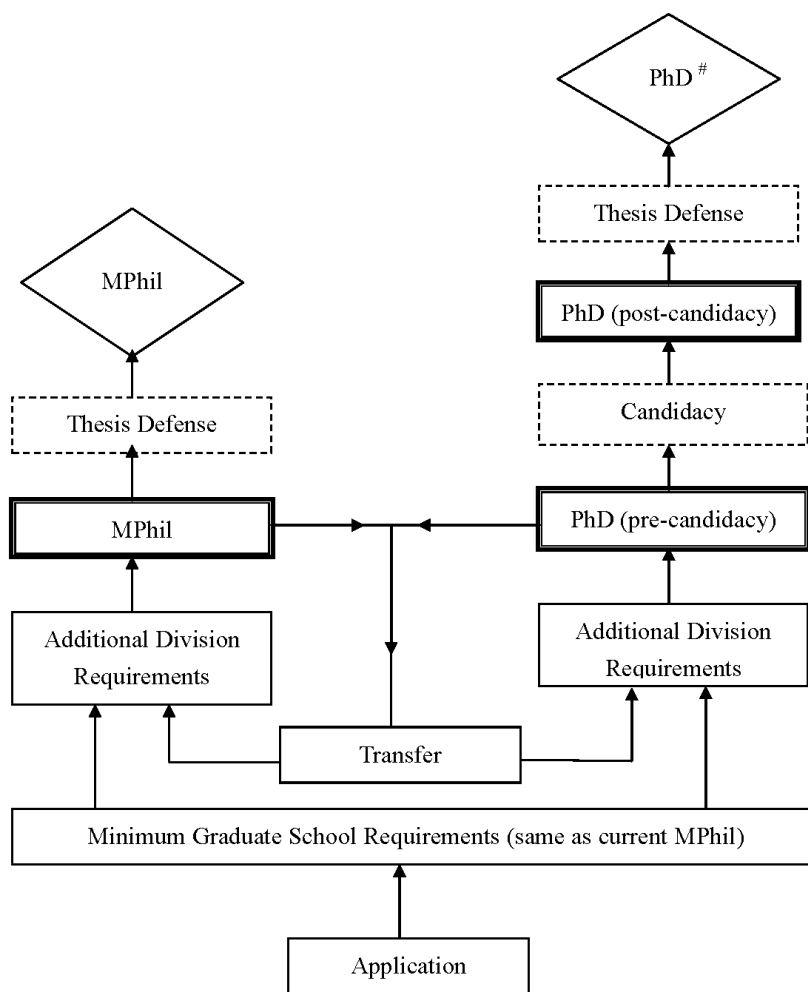 PhD #
Thesis Defense
MPhil
PhD (post-candidacy)
Thesis Defense
Candidacy
MPhil
PhD (pre-candidacy)
Additional Division
Requirements
Additional Division
Requirements
Transfer
Minimum Graduate School Requirements (same as current MPhil)
Application